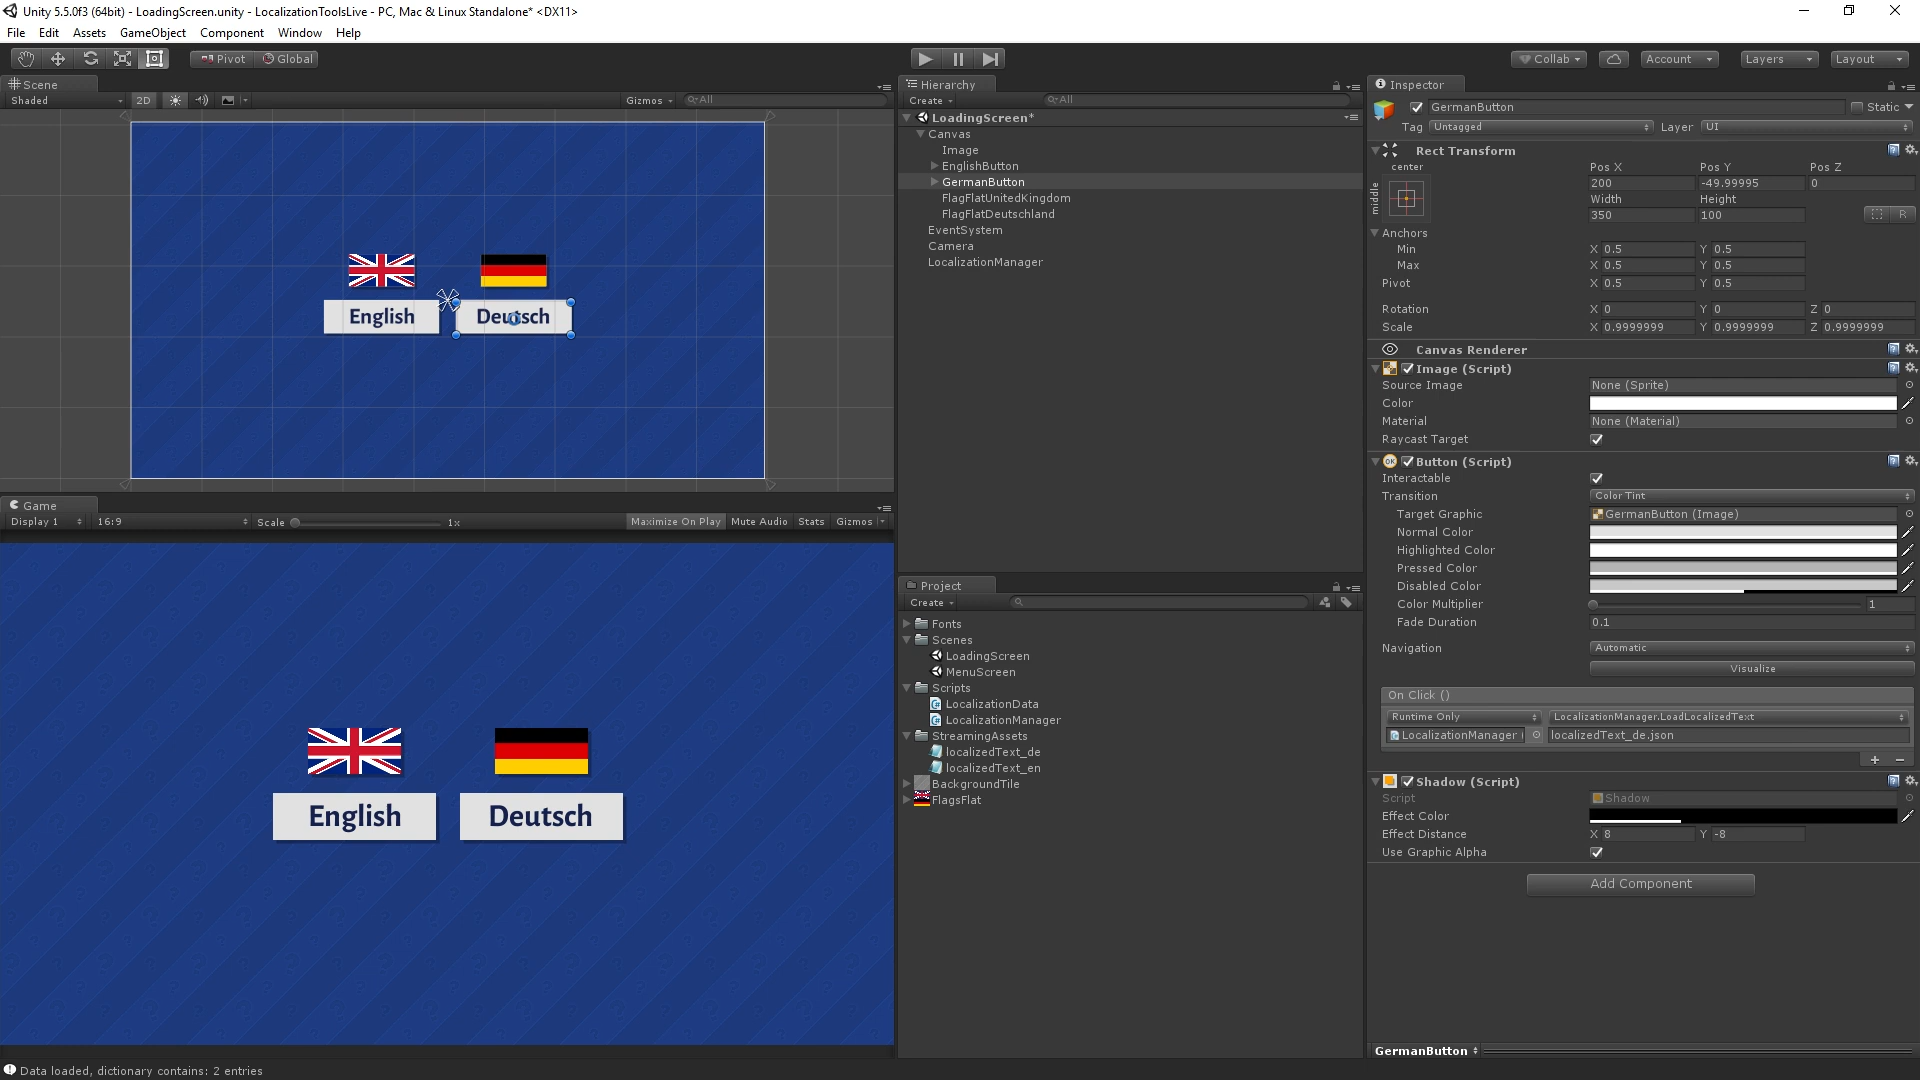 Unity 5.5.0f3 (64bit) - LoadingScreen.unity - LocalizationToolsLive - PC, Mac & Linux Standalone* <DX11>
File Edit Assets GameObject Component Window Help
Pivot Global Collab Account Layers Layout
Scene
Shaded 2D Gizmos All
English Deutsch
Game
Display 1 16:9 Scale 1x Maximize On Play Mute Audio Stats Gizmos
English Deutsch
Data loaded, dictionary contains: 2 entries
Hierarchy
Create All
LoadingScreen*
Canvas
Image
EnglishButton
GermanButton
FlagFlatUnitedKingdom
FlagFlatDeutschland
EventSystem
Camera
LocalizationManager
Project
Create
Fonts
Scenes
LoadingScreen
MenuScreen
Scripts
LocalizationData
LocalizationManager
StreamingAssets
localizedText_de
localizedText_en
BackgroundTile
FlagsFlat
Inspector
GermanButton Static
Tag Untagged Layer UI
Rect Transform
center Pos X Pos Y Pos Z
middle 200 -49.99995 0
Width Height
350 100 R
Anchors
Min X 0.5 Y 0.5
Max X 0.5 Y 0.5
Pivot X 0.5 Y 0.5
Rotation X 0 Y 0 Z 0
Scale X 0.9999999 Y 0.9999999 Z 0.9999999
Canvas Renderer
Image (Script)
Source Image None (Sprite)
Color
Material None (Material)
Raycast Target
OK Button (Script)
Interactable
Transition Color Tint
Target Graphic GermanButton (Image)
Normal Color
Highlighted Color
Pressed Color
Disabled Color
Color Multiplier 1
Fade Duration 0.1
Navigation Automatic
Visualize
On Click ()
Runtime Only LocalizationManager.LoadLocalizedText
LocalizationManager ( localizedText_de.json
+ −
Shadow (Script)
Script Shadow
Effect Color
Effect Distance X 8 Y -8
Use Graphic Alpha
Add Component
GermanButton